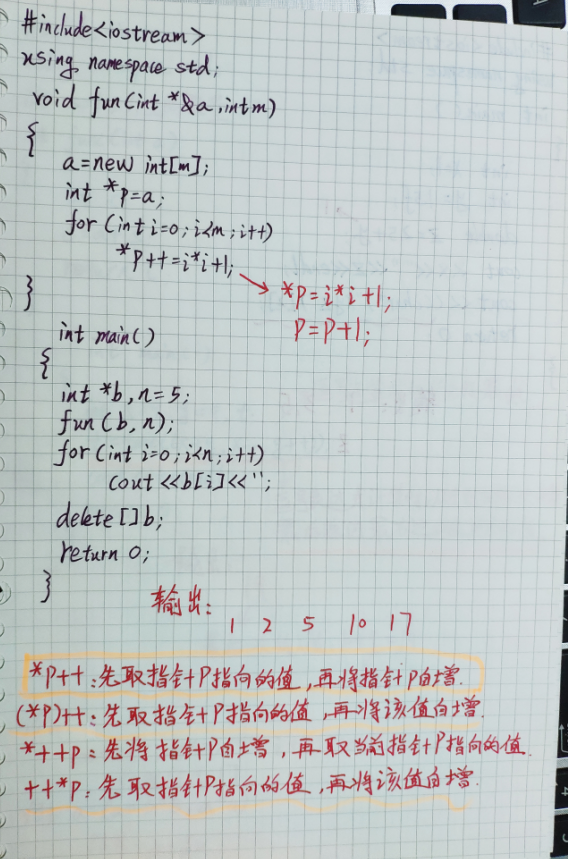 #include<iostream>
using namespace std;
void fun(int *&a,int m)
{
a=new int[m];
int *p=a;
for(int i=0;i<m;i++)
*p++=i*i+1;
*p=i*i+1;
}
p=p+1;
int main()
{
int *b,n=5;
fun(b,n);
for(int i=0;i<n;i++)
cout<<b[i]<<'';
delete[]b;
return 0;
}
输出:
1 2 5 10 17
*p++:先取指针P指向的值,再将指针p自增.
(*p)++:先取指针P指向的值,再将该值自增.
*++p:先将指针P自增,再取当前指针P指向的值.
++*p:先取指针P指向的值,再将该值自增.